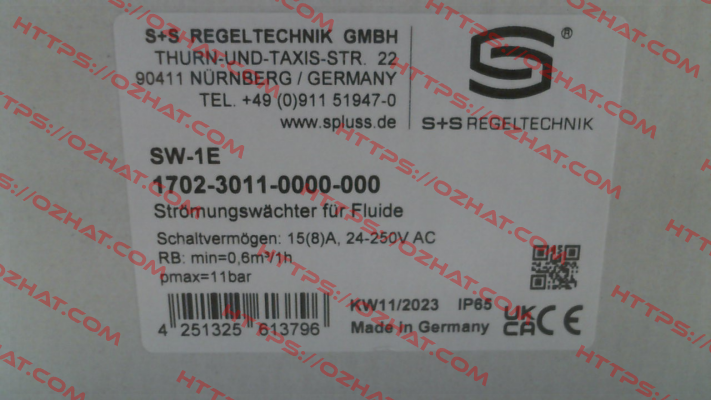 S+S REGELTECHNIK GMBH
THURN-UND-TAXIS-STR. 22
90411 NÜRNBERG / GERMANY
TEL. +49 (0)911 51947-0
www.spluss.de
®
S+S REGELTECHNIK
SW-1E
1702-3011-0000-000
Strömungswächter für Fluide
Schaltvermögen: 15(8)A, 24-250V AC
RB: min=0,6m³/1h
pmax=11bar
KW11/2023 IP65
Made in Germany
UK CA CE
4 251325 613796
HTTPS://OZHAT.COM